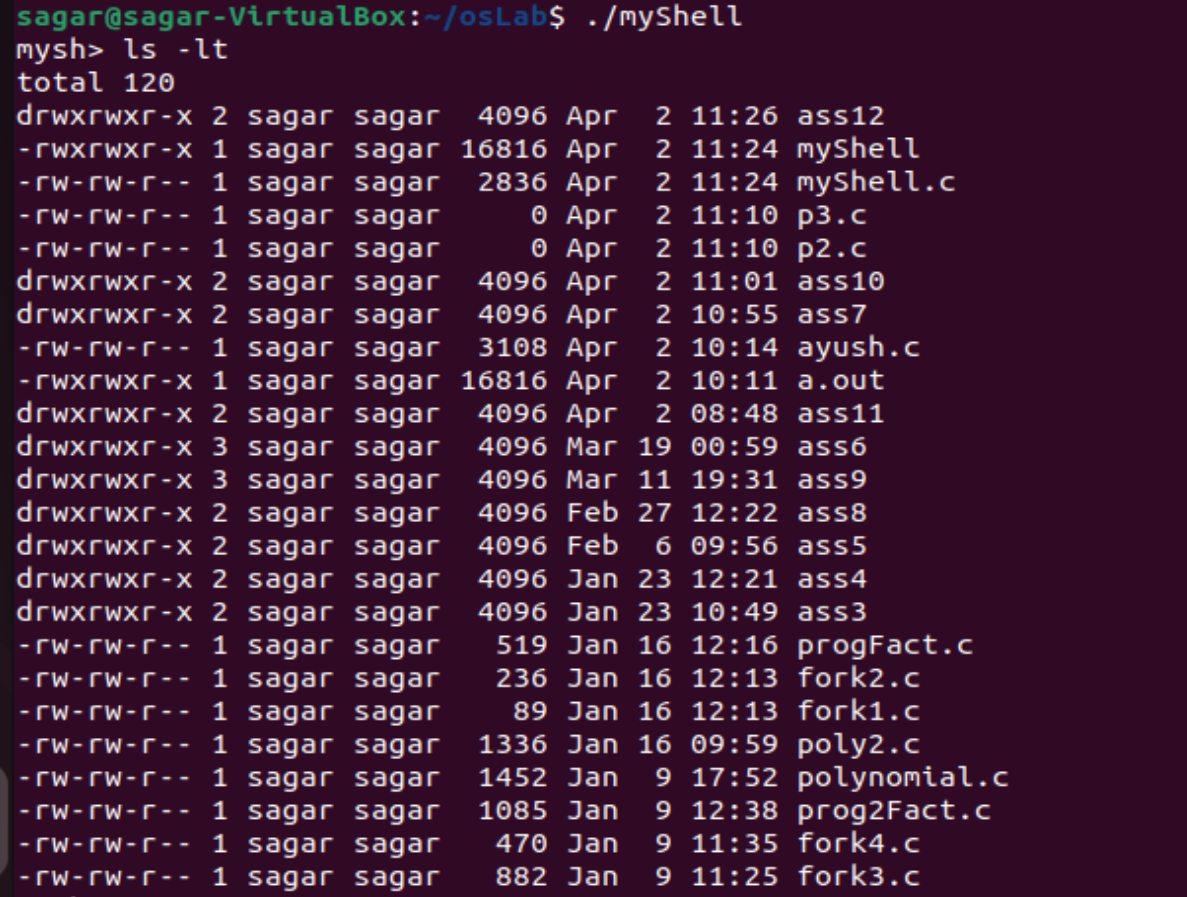 sagar@sagar-VirtualBox:~/osLab$ ./myShell
mysh> ls -lt
total 120
drwxrwxr-x 2 sagar sagar  4096 Apr  2 11:26 ass12
-rwxrwxr-x 1 sagar sagar 16816 Apr  2 11:24 myShell
-rw-rw-r-- 1 sagar sagar  2836 Apr  2 11:24 myShell.c
-rw-rw-r-- 1 sagar sagar     0 Apr  2 11:10 p3.c
-rw-rw-r-- 1 sagar sagar     0 Apr  2 11:10 p2.c
drwxrwxr-x 2 sagar sagar  4096 Apr  2 11:01 ass10
drwxrwxr-x 2 sagar sagar  4096 Apr  2 10:55 ass7
-rw-rw-r-- 1 sagar sagar  3108 Apr  2 10:14 ayush.c
-rwxrwxr-x 1 sagar sagar 16816 Apr  2 10:11 a.out
drwxrwxr-x 2 sagar sagar  4096 Apr  2 08:48 ass11
drwxrwxr-x 3 sagar sagar  4096 Mar 19 00:59 ass6
drwxrwxr-x 3 sagar sagar  4096 Mar 11 19:31 ass9
drwxrwxr-x 2 sagar sagar  4096 Feb 27 12:22 ass8
drwxrwxr-x 2 sagar sagar  4096 Feb  6 09:56 ass5
drwxrwxr-x 2 sagar sagar  4096 Jan 23 12:21 ass4
drwxrwxr-x 2 sagar sagar  4096 Jan 23 10:49 ass3
-rw-rw-r-- 1 sagar sagar   519 Jan 16 12:16 progFact.c
-rw-rw-r-- 1 sagar sagar   236 Jan 16 12:13 fork2.c
-rw-rw-r-- 1 sagar sagar    89 Jan 16 12:13 fork1.c
-rw-rw-r-- 1 sagar sagar  1336 Jan 16 09:59 poly2.c
-rw-rw-r-- 1 sagar sagar  1452 Jan  9 17:52 polynomial.c
-rw-rw-r-- 1 sagar sagar  1085 Jan  9 12:38 prog2Fact.c
-rw-rw-r-- 1 sagar sagar   470 Jan  9 11:35 fork4.c
-rw-rw-r-- 1 sagar sagar   882 Jan  9 11:25 fork3.c